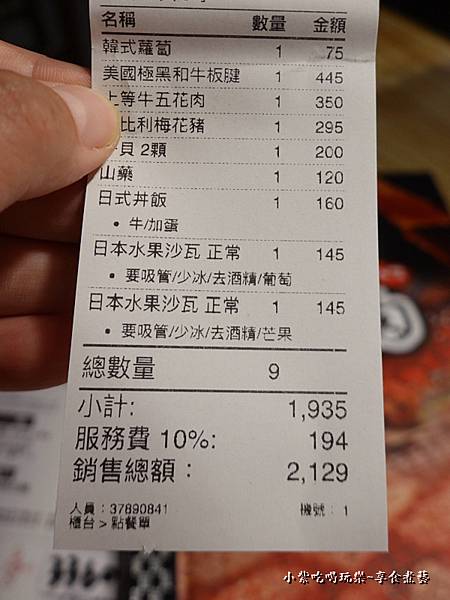 名稱 數量 金額
韓式蘿蔔 1 75
美國極黑和牛板腱 1 445
上等牛五花肉 1 350
比利梅花豬 1 295
貝 2顆 1 200
山藥 1 120
日式丼飯 1 160
• 牛/加蛋
日本水果沙瓦 正常 1 145
• 要吸管/少冰/去酒精/葡萄
日本水果沙瓦 正常 1 145
• 要吸管/少冰/去酒精/芒果
總數量 9
小計: 1,935
服務費 10%: 194
銷售總額： 2,129
人員：37890841 機號：1
櫃台 > 點餐單
小紫吃喝玩樂~享食煮藝